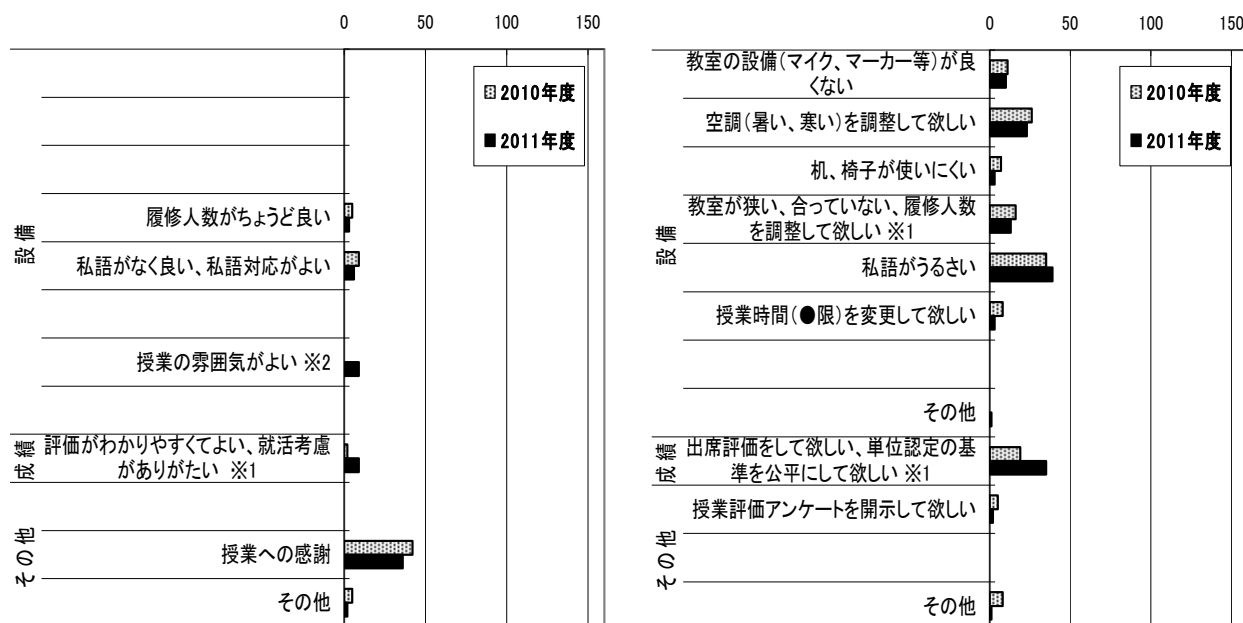 0 50 100 150
2010年度
2011年度
設備
履修人数がちょうど良い
私語がなく良い、私語対応がよい
授業の雰囲気がよい ※2
成績
評価がわかりやすくてよい、就活考慮
がありがたい ※1
その他
授業への感謝
その他
0 50 100 150
2010年度
2011年度
設備
教室の設備(マイク、マーカー等)が良
くない
空調(暑い、寒い)を調整して欲しい
机、椅子が使いにくい
教室が狭い、合っていない、履修人数
を調整して欲しい ※1
私語がうるさい
授業時間(●限)を変更して欲しい
その他
成績
出席評価をして欲しい、単位認定の基
準を公平にして欲しい ※1
その他
授業評価アンケートを開示して欲しい
その他